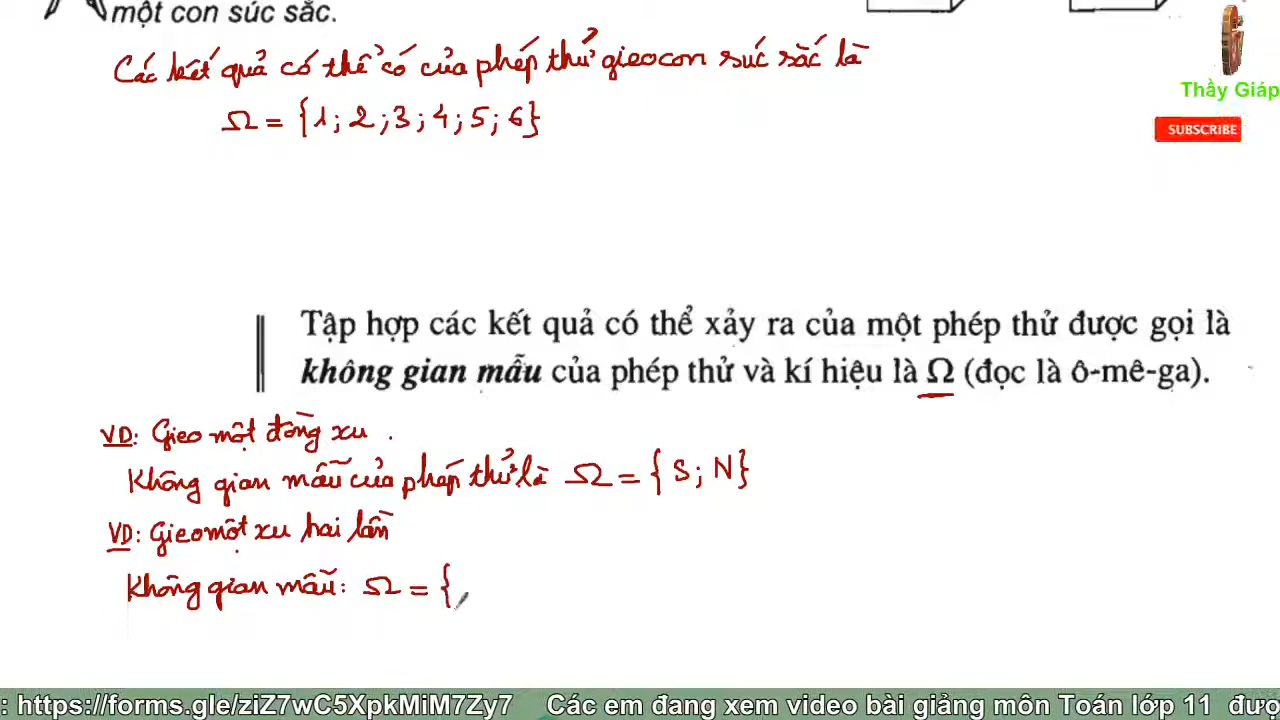 một con súc sắc.
Các kết quả có thể có của phép thử gieo con súc sắc là
Ω = {1; 2; 3; 4; 5; 6}
Thầy Giáp
SUBSCRIBE
Tập hợp các kết quả có thể xảy ra của một phép thử được gọi là
không gian mẫu của phép thử và kí hiệu là Ω (đọc là ô-mê-ga).
VD: Gieo một đồng xu .
Không gian mẫu của phép thử là Ω = { S; N}
VD: Gieo một xu hai lần
Không gian mẫu: Ω = {
: https://forms.gle/ziZ7wC5XpkMiM7Zy7 Các em đang xem video bài giảng môn Toán lớp 11 đượ